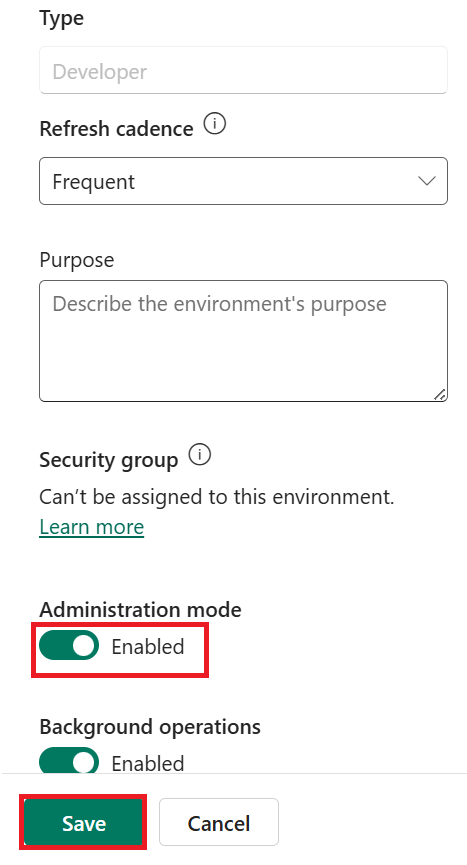 Type
Developer
Refresh cadence
Frequent
Purpose
Describe the environment's purpose
Security group
Can’t be assigned to this environment.
Learn more
Administration mode
Enabled
Background operations
Enabled
Save Cancel